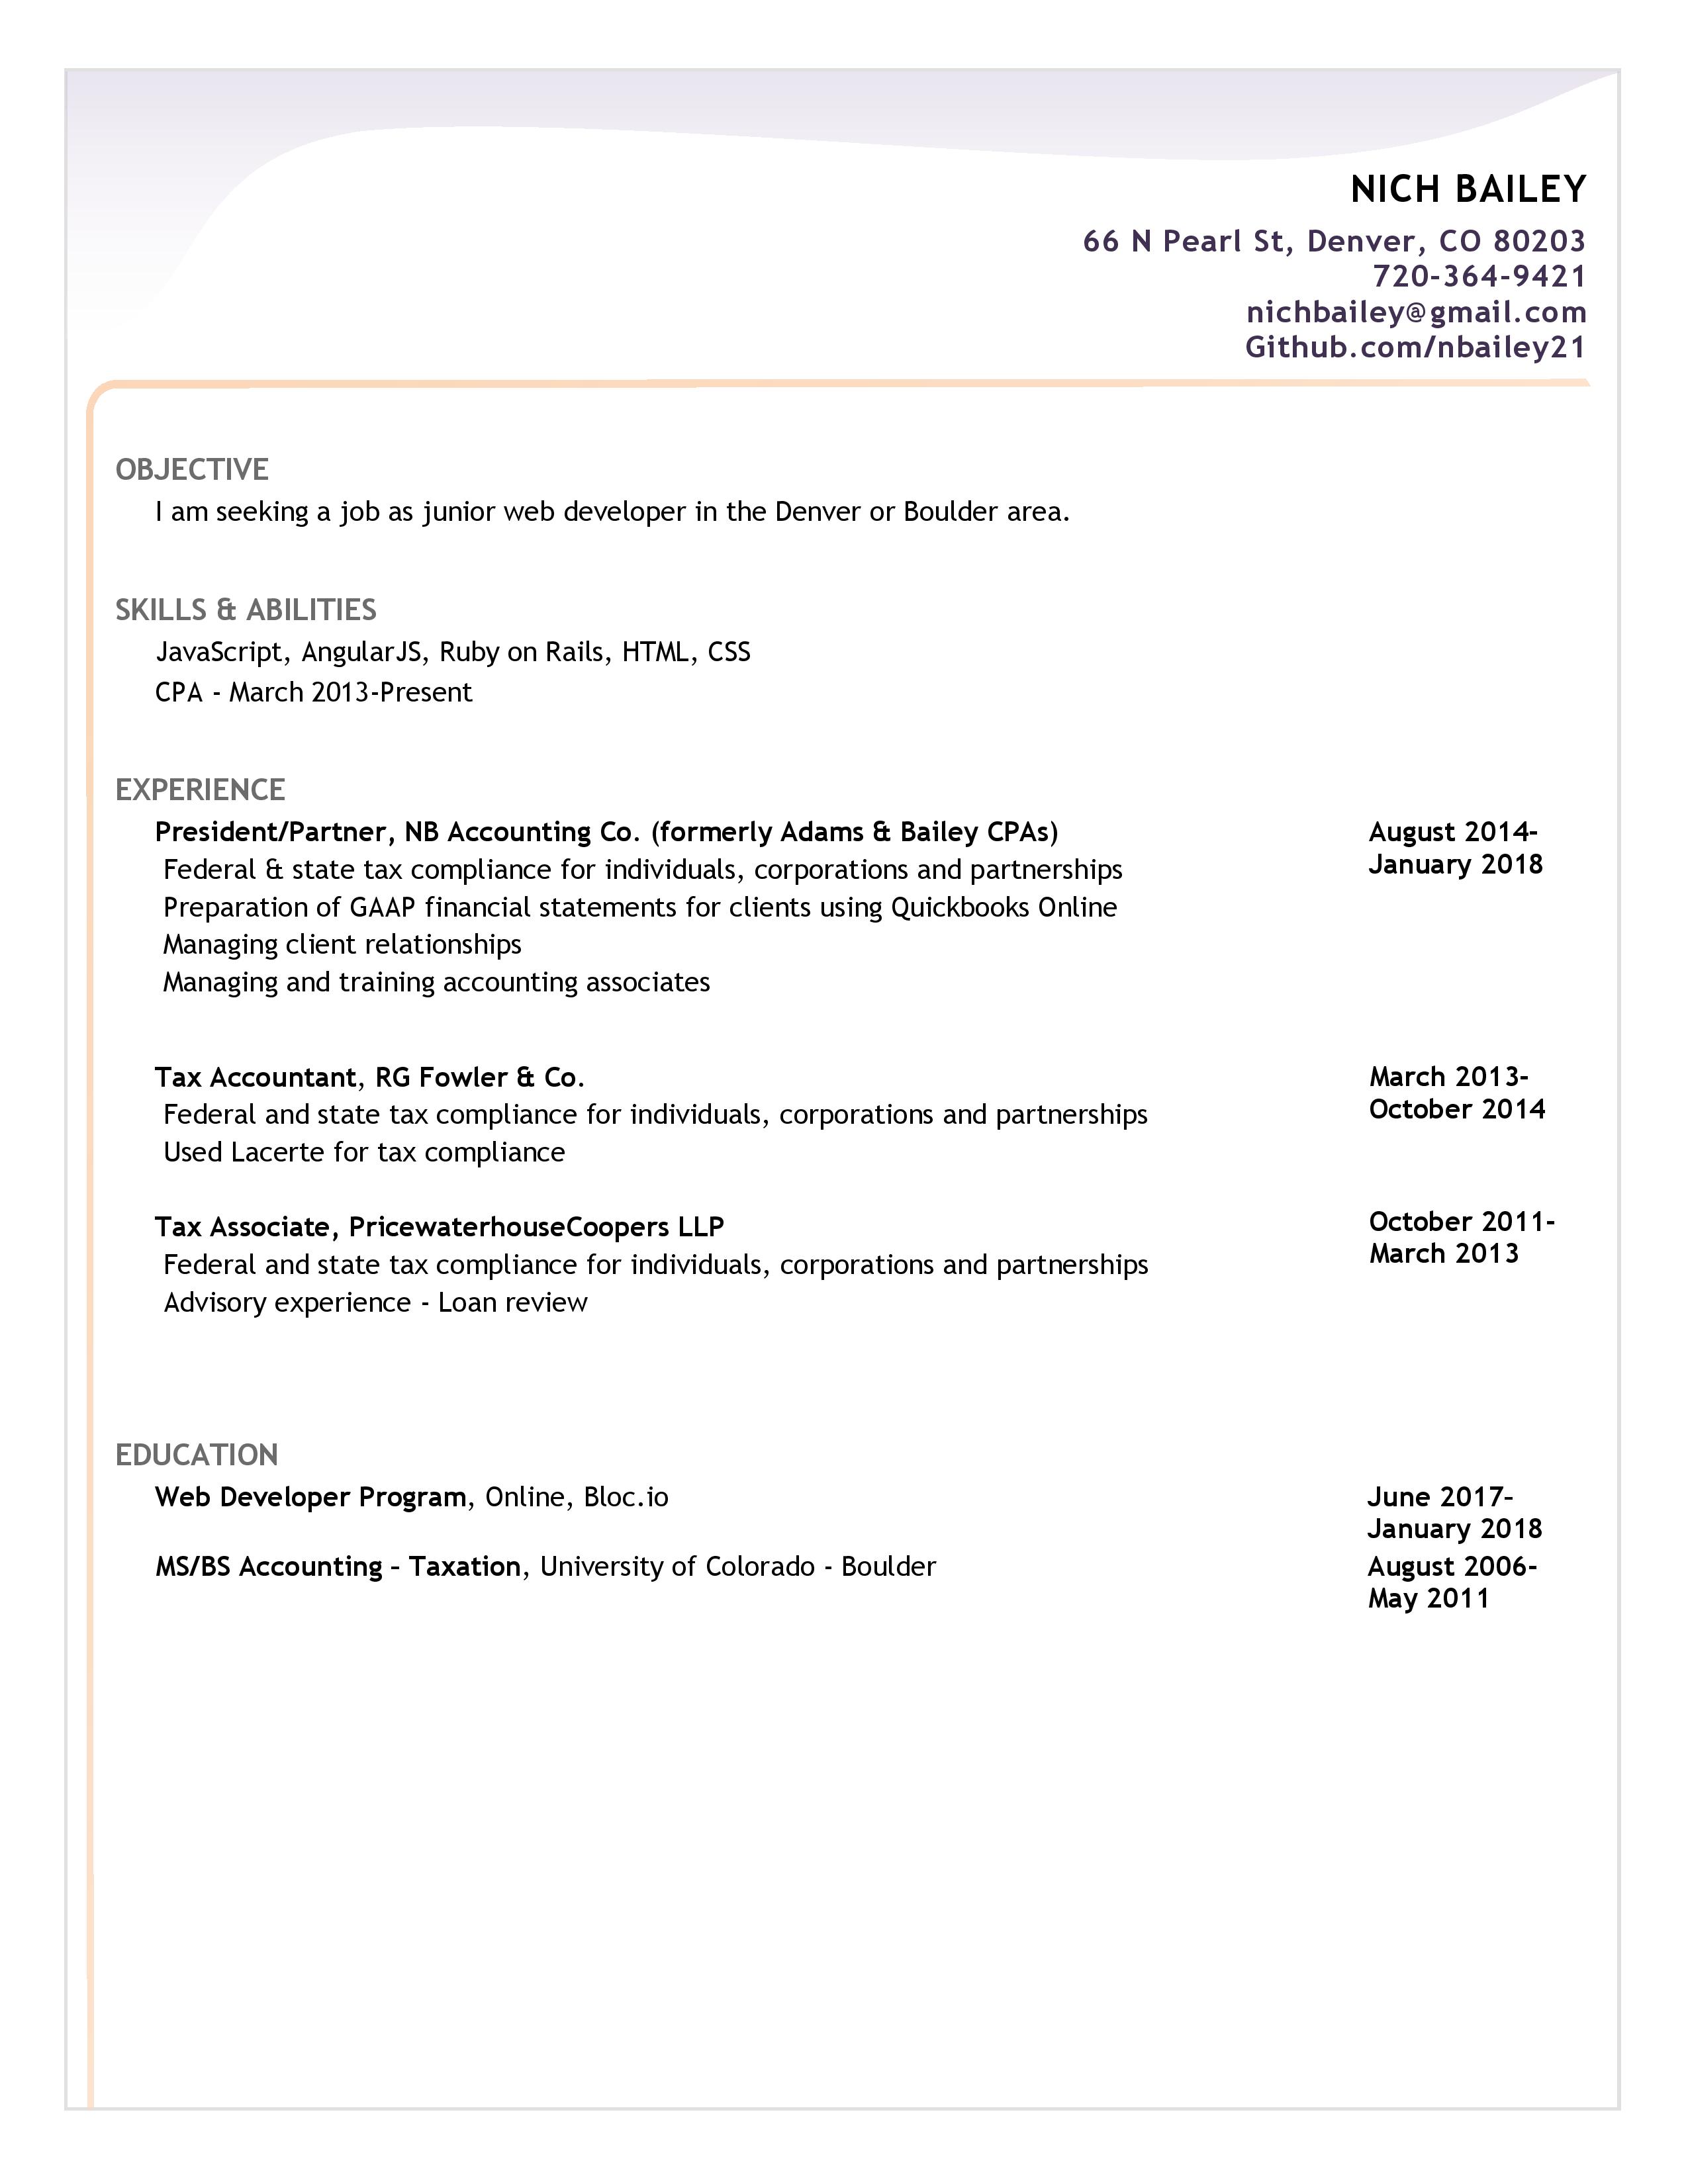 NICH BAILEY
66 N Pearl St, Denver, CO 80203
720-364-9421
nichbailey@gmail.com
Github.com/nbailey21
OBJECTIVE
I am seeking a job as junior web developer in the Denver or Boulder area.
SKILLS & ABILITIES
JavaScript, AngularJS, Ruby on Rails, HTML, CSS
CPA - March 2013-Present
EXPERIENCE
President/Partner, NB Accounting Co. (formerly Adams & Bailey CPAs)
August 2014-
January 2018
Federal & state tax compliance for individuals, corporations and partnerships
Preparation of GAAP financial statements for clients using Quickbooks Online
Managing client relationships
Managing and training accounting associates
Tax Accountant, RG Fowler & Co.
March 2013-
October 2014
Federal and state tax compliance for individuals, corporations and partnerships
Used Lacerte for tax compliance
Tax Associate, PricewaterhouseCoopers LLP
October 2011-
March 2013
Federal and state tax compliance for individuals, corporations and partnerships
Advisory experience - Loan review
EDUCATION
Web Developer Program, Online, Bloc.io
June 2017–
January 2018
MS/BS Accounting – Taxation, University of Colorado - Boulder
August 2006-
May 2011